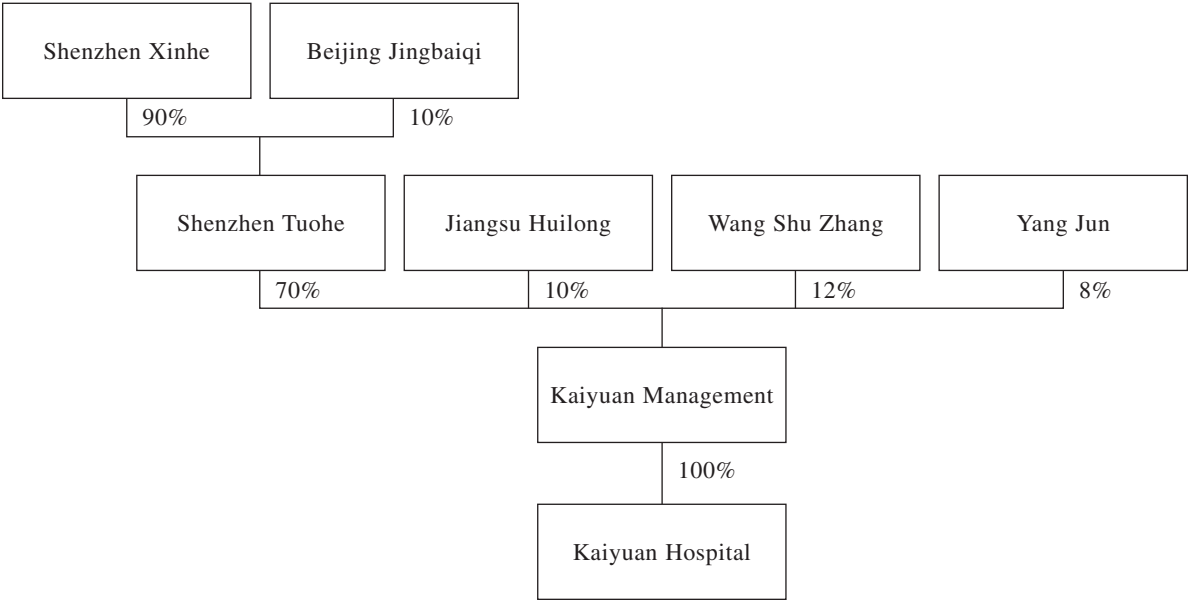 Shenzhen Xinhe
Beijing Jingbaiqi
90%
10%
Shenzhen Tuohe
Jiangsu Huilong
Wang Shu Zhang
Yang Jun
70%
10%
12%
8%
Kaiyuan Management
100%
Kaiyuan Hospital